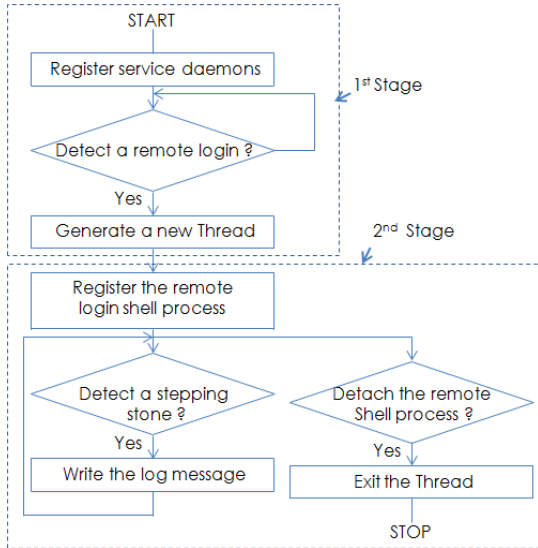 START
Register service daemons
1st Stage
Detect a remote login ?
Yes
Generate a new Thread
2nd Stage
Register the remote
login shell process
Detect a stepping
stone ?
Detach the remote
Shell process ?
Yes
Yes
Write the log message
Exit the Thread
STOP